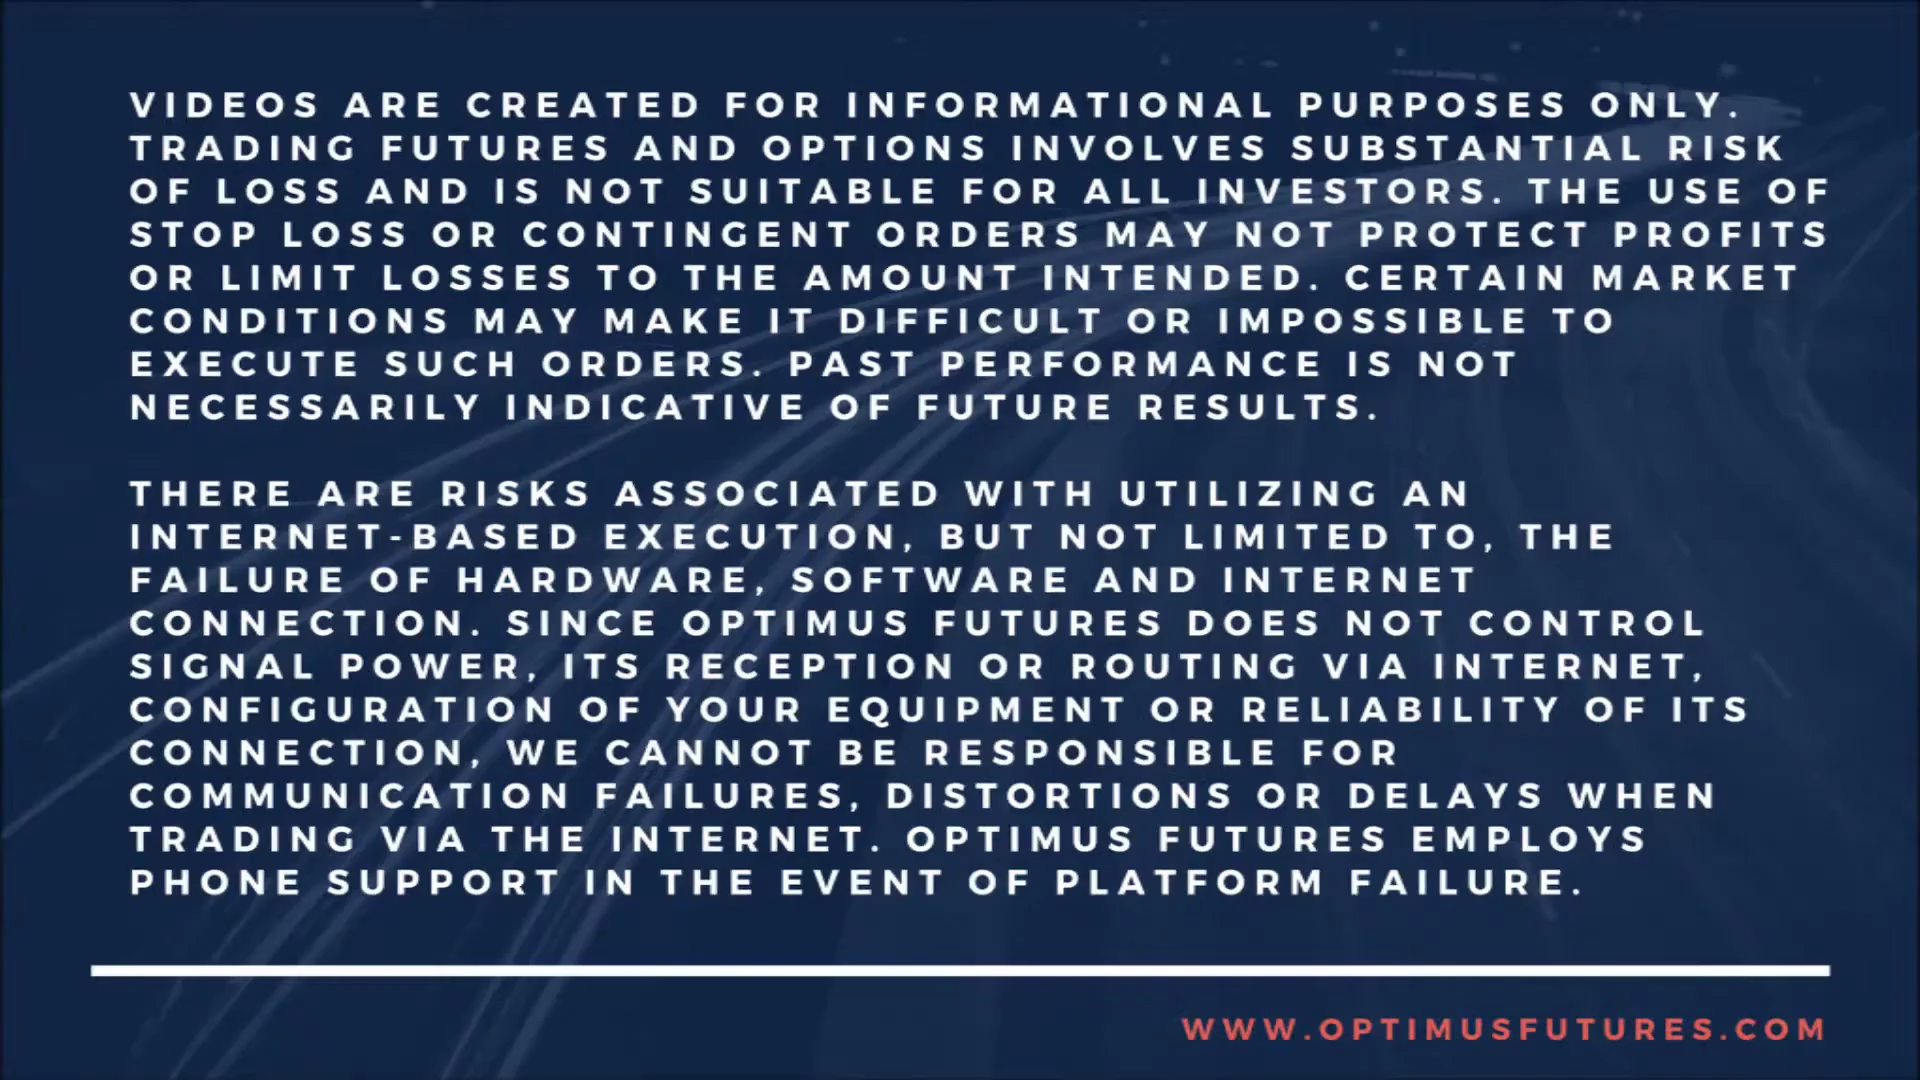 VIDEOS ARE CREATED FOR INFORMATIONAL PURPOSES ONLY.
TRADING FUTURES AND OPTIONS INVOLVES SUBSTANTIAL RISK
OF LOSS AND IS NOT SUITABLE FOR ALL INVESTORS. THE USE OF
STOP LOSS OR CONTINGENT ORDERS MAY NOT PROTECT PROFITS
OR LIMIT LOSSES TO THE AMOUNT INTENDED. CERTAIN MARKET
CONDITIONS MAY MAKE IT DIFFICULT OR IMPOSSIBLE TO
EXECUTE SUCH ORDERS. PAST PERFORMANCE IS NOT
NECESSARILY INDICATIVE OF FUTURE RESULTS.
THERE ARE RISKS ASSOCIATED WITH UTILIZING AN
INTERNET-BASED EXECUTION, BUT NOT LIMITED TO, THE
FAILURE OF HARDWARE, SOFTWARE AND INTERNET
CONNECTION. SINCE OPTIMUS FUTURES DOES NOT CONTROL
SIGNAL POWER, ITS RECEPTION OR ROUTING VIA INTERNET,
CONFIGURATION OF YOUR EQUIPMENT OR RELIABILITY OF ITS
CONNECTION, WE CANNOT BE RESPONSIBLE FOR
COMMUNICATION FAILURES, DISTORTIONS OR DELAYS WHEN
TRADING VIA THE INTERNET. OPTIMUS FUTURES EMPLOYS
PHONE SUPPORT IN THE EVENT OF PLATFORM FAILURE.
WWW.OPTIMUSFUTURES.COM